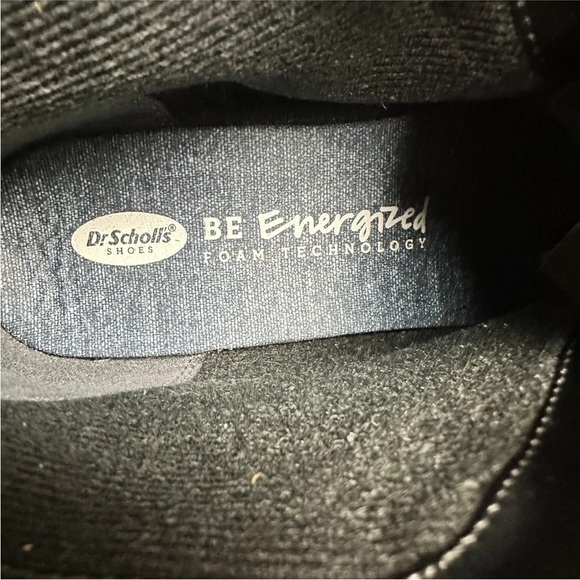 Dr Scholl's®
SHOES
BE Energized
FOAM TECHNOLOGY